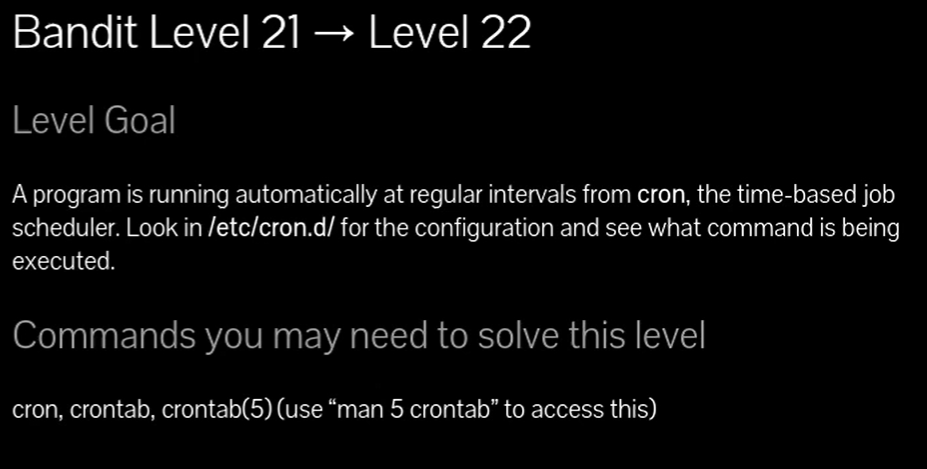 Bandit Level 21 → Level 22
Level Goal
A program is running automatically at regular intervals from cron, the time-based job
scheduler. Look in /etc/cron.d/ for the configuration and see what command is being
executed.
Commands you may need to solve this level
cron, crontab, crontab(5) (use “man 5 crontab” to access this)